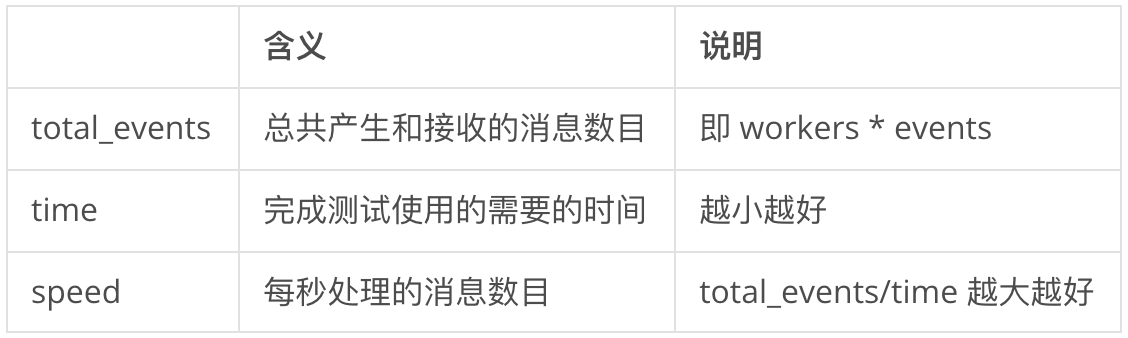 含义 说明
total_events 总共产生和接收的消息数目 即 workers * events
time 完成测试使用的需要的时间 越小越好
speed 每秒处理的消息数目 total_events/time 越大越好